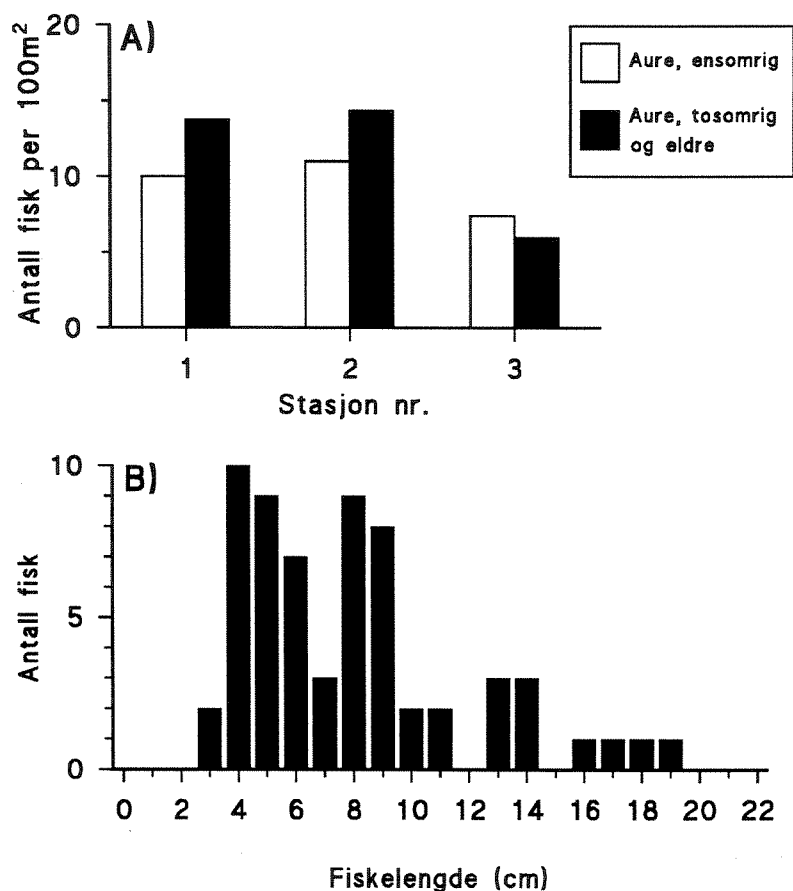 A)
Antall fisk per 100m²
20
10
0
1 2 3
Stasjon nr.
Aure, ensomrig
Aure, tosomrig
og eldre
B)
Antall fisk
10
5
0
0 2 4 6 8 10 12 14 16 18 20 22
Fiskelengde (cm)